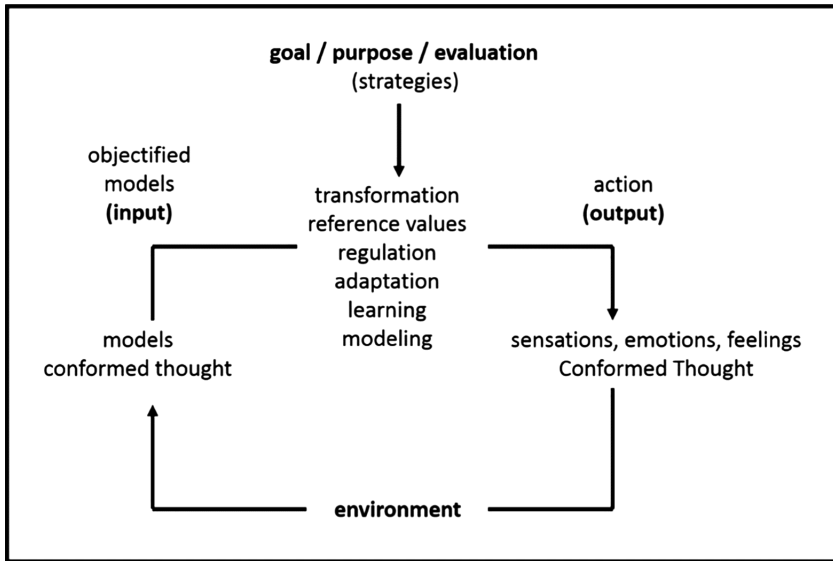 goal / purpose / evaluation
(strategies)
objectified
models
(input)
transformation
reference values
regulation
adaptation
learning
modeling
action
(output)
models
conformed thought
sensations, emotions, feelings
Conformed Thought
environment